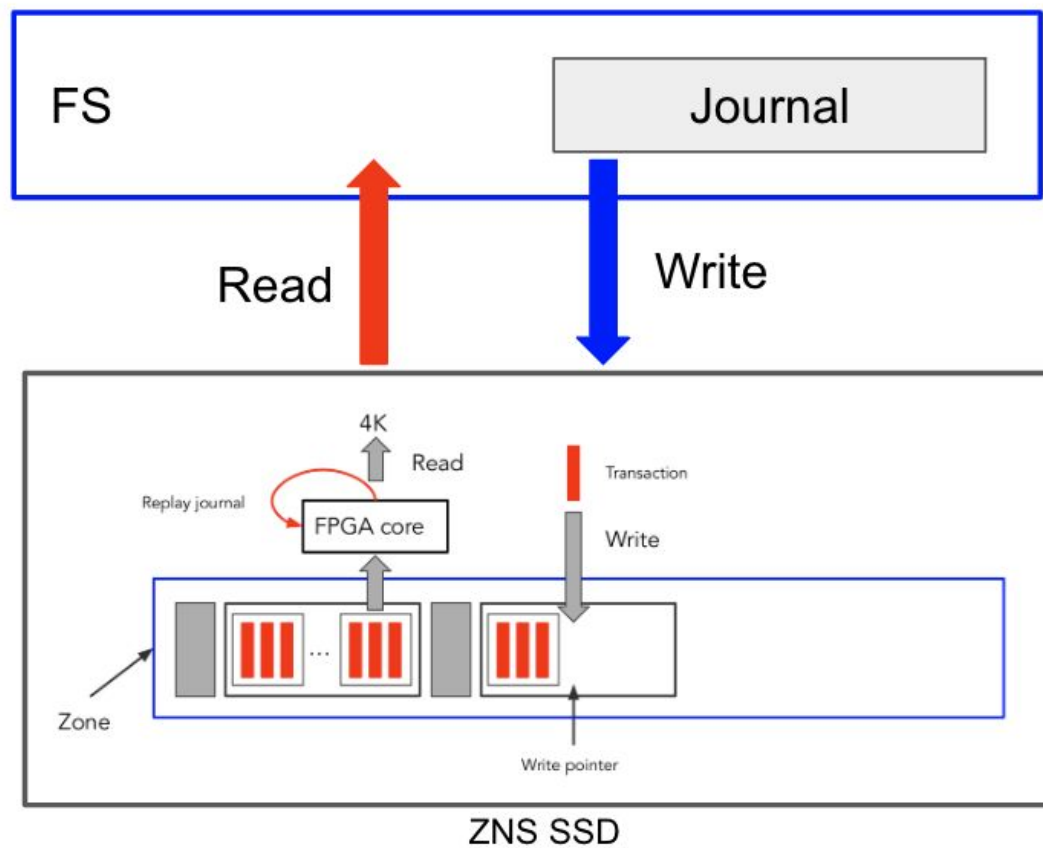 FS
Journal
Read
Write
4K
Read
Transaction
Replay journal
FPGA core
Write
...
Zone
Write pointer
ZNS SSD